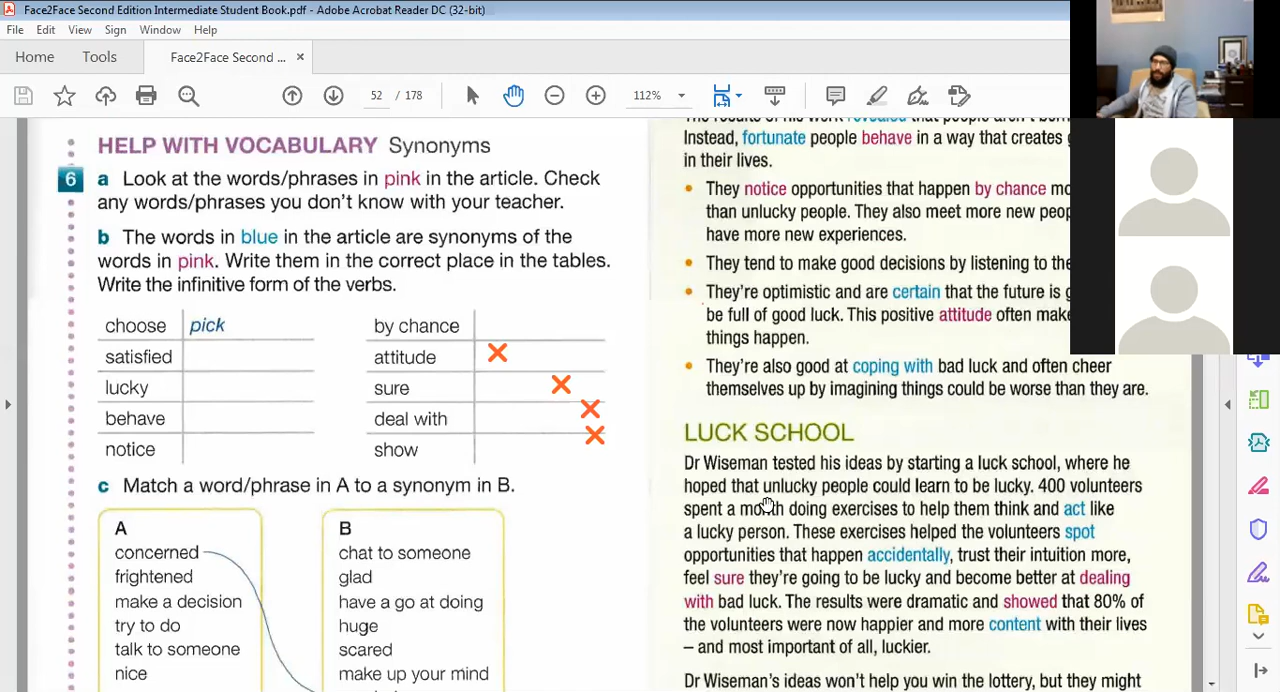 Face2Face Second Edition Intermediate Student Book.pdf - Adobe Acrobat Reader DC (32-bit)
File Edit View Sign Window Help
Home Tools Face2Face Second ... ×
52 / 178 112%
HELP WITH VOCABULARY Synonyms
6 a Look at the words/phrases in pink in the article. Check
any words/phrases you don't know with your teacher.
b The words in blue in the article are synonyms of the
words in pink. Write them in the correct place in the tables.
Write the infinitive form of the verbs.
choose pick
satisfied
lucky
behave
notice
by chance
attitude
sure
deal with
show
c Match a word/phrase in A to a synonym in B.
A
concerned
frightened
make a decision
try to do
talk to someone
nice
B
chat to someone
glad
have a go at doing
huge
scared
make up your mind
The results of his work revealed that people aren't
Instead, fortunate people behave in a way that creates
in their lives.
• They notice opportunities that happen by chance
than unlucky people. They also meet more new
have more new experiences.
• They tend to make good decisions by listening to
• They're optimistic and are certain that the future is
be full of good luck. This positive attitude often
things happen.
• They're also good at coping with bad luck and often cheer
themselves up by imagining things could be worse than they are.
LUCK SCHOOL
Dr Wiseman tested his ideas by starting a luck school, where he
hoped that unlucky people could learn to be lucky. 400 volunteers
spent a month doing exercises to help them think and act like
a lucky person. These exercises helped the volunteers spot
opportunities that happen accidentally, trust their intuition more,
feel sure they're going to be lucky and become better at dealing
with bad luck. The results were dramatic and showed that 80% of
the volunteers were now happier and more content with their lives
– and most important of all, luckier.
Dr Wiseman's ideas won't help you win the lottery, but they might